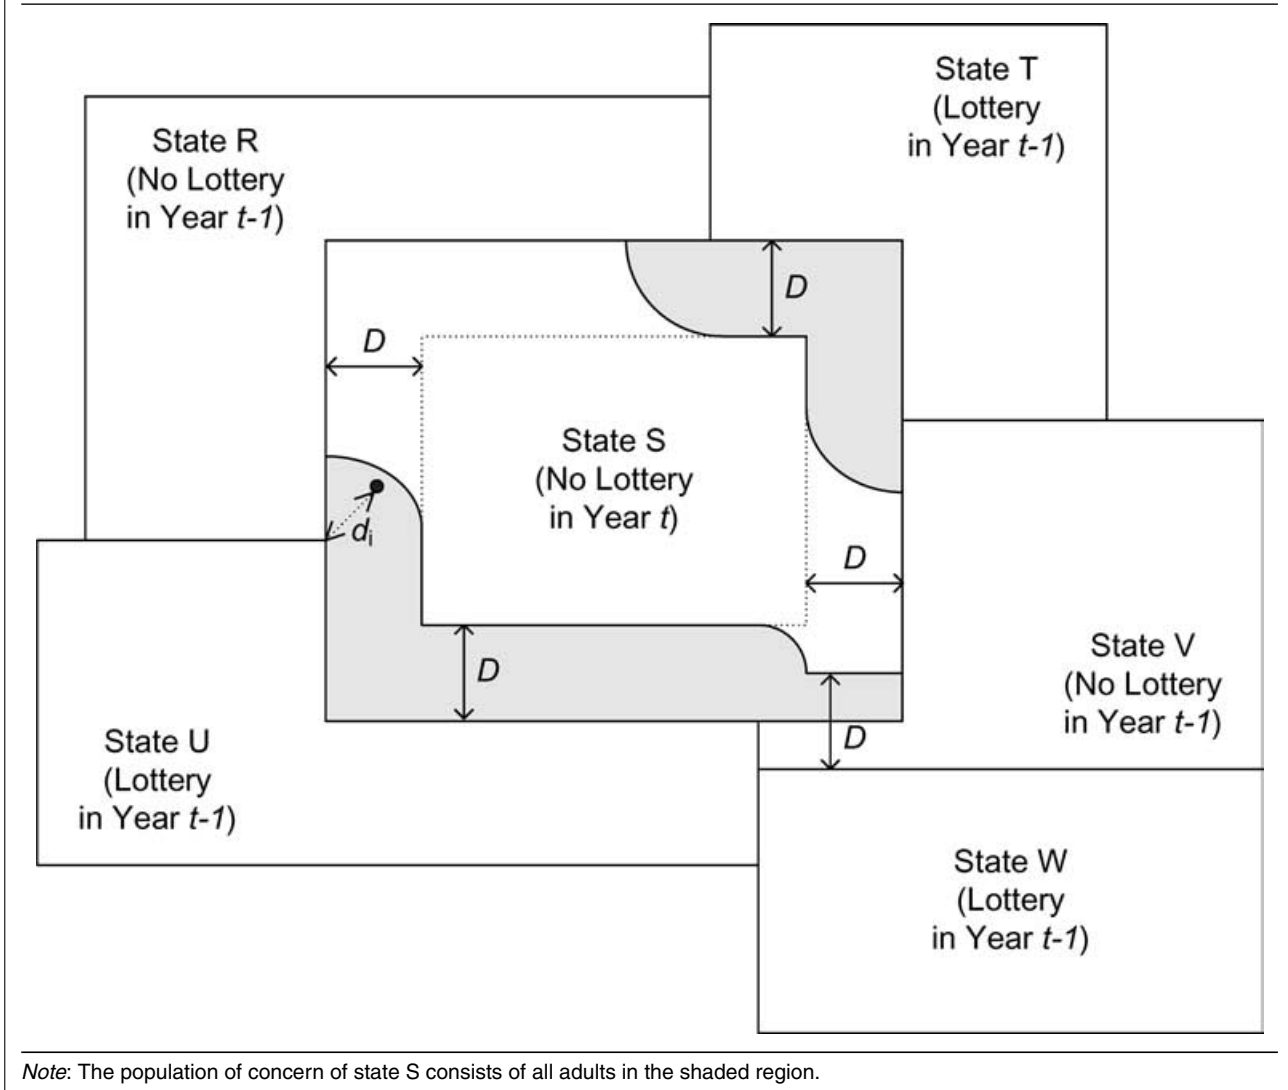 State T
(Lottery
in Year t-1)
State R
(No Lottery
in Year t-1)
D
D
State S
(No Lottery
in Year t)
d_i
D
D
State V
(No Lottery
in Year t-1)
D
State U
(Lottery
in Year t-1)
State W
(Lottery
in Year t-1)
Note: The population of concern of state S consists of all adults in the shaded region.